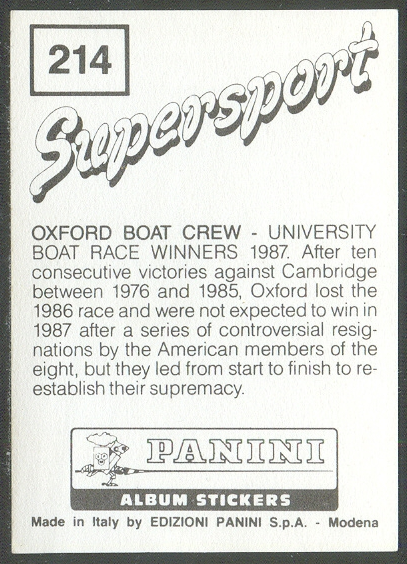 214
Supersport
OXFORD BOAT CREW - UNIVERSITY
BOAT RACE WINNERS 1987. After ten
consecutive victories against Cambridge
between 1976 and 1985, Oxford lost the
1986 race and were not expected to win in
1987 after a series of controversial resig-
nations by the American members of the
eight, but they led from start to finish to re-
establish their supremacy.
PANINI
ALBUM STICKERS
Made in Italy by EDIZIONI PANINI S.p.A. - Modena